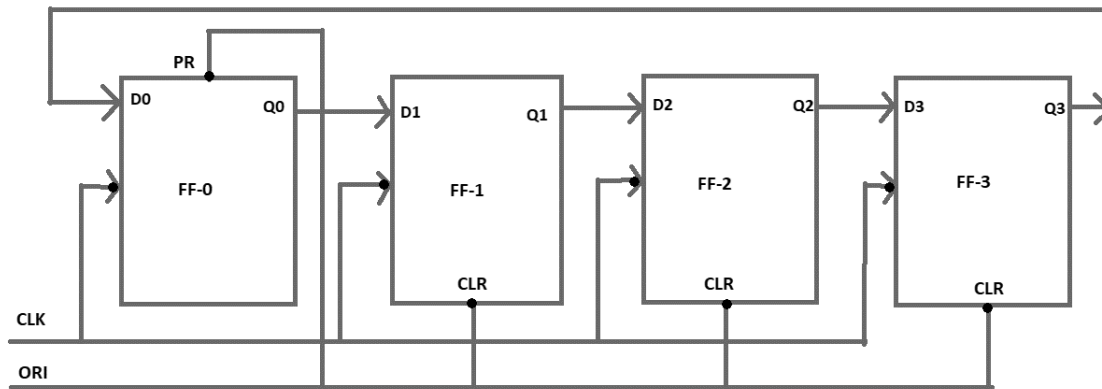 PR
D0
Q0
D1
Q1
D2
Q2
D3
Q3
FF-0
FF-1
FF-2
FF-3
CLR
CLR
CLR
CLK
ORI